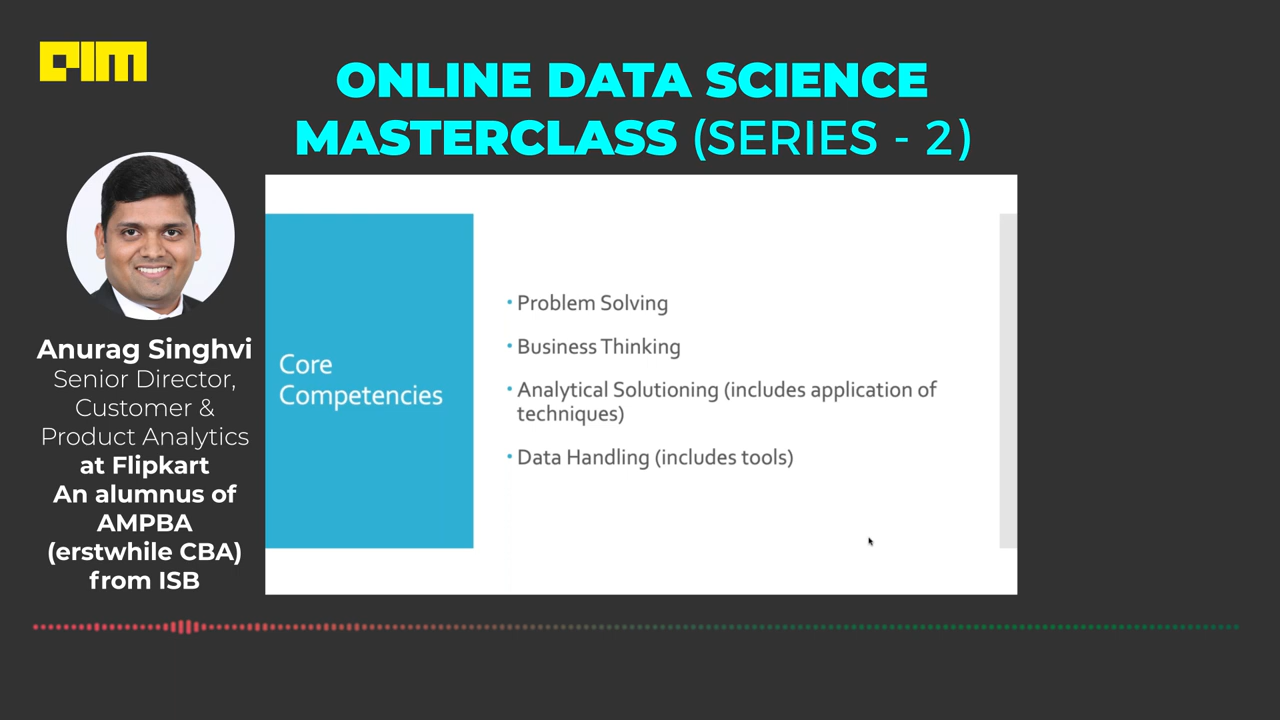 AIM
ONLINE DATA SCIENCE
MASTERCLASS (SERIES - 2)
Anurag Singhvi
Senior Director,
Customer &
Product Analytics
at Flipkart
An alumnus of
AMPBA
(erstwhile CBA)
from ISB
Core
Competencies
• Problem Solving
• Business Thinking
• Analytical Solutioning (includes application of
techniques)
• Data Handling (includes tools)